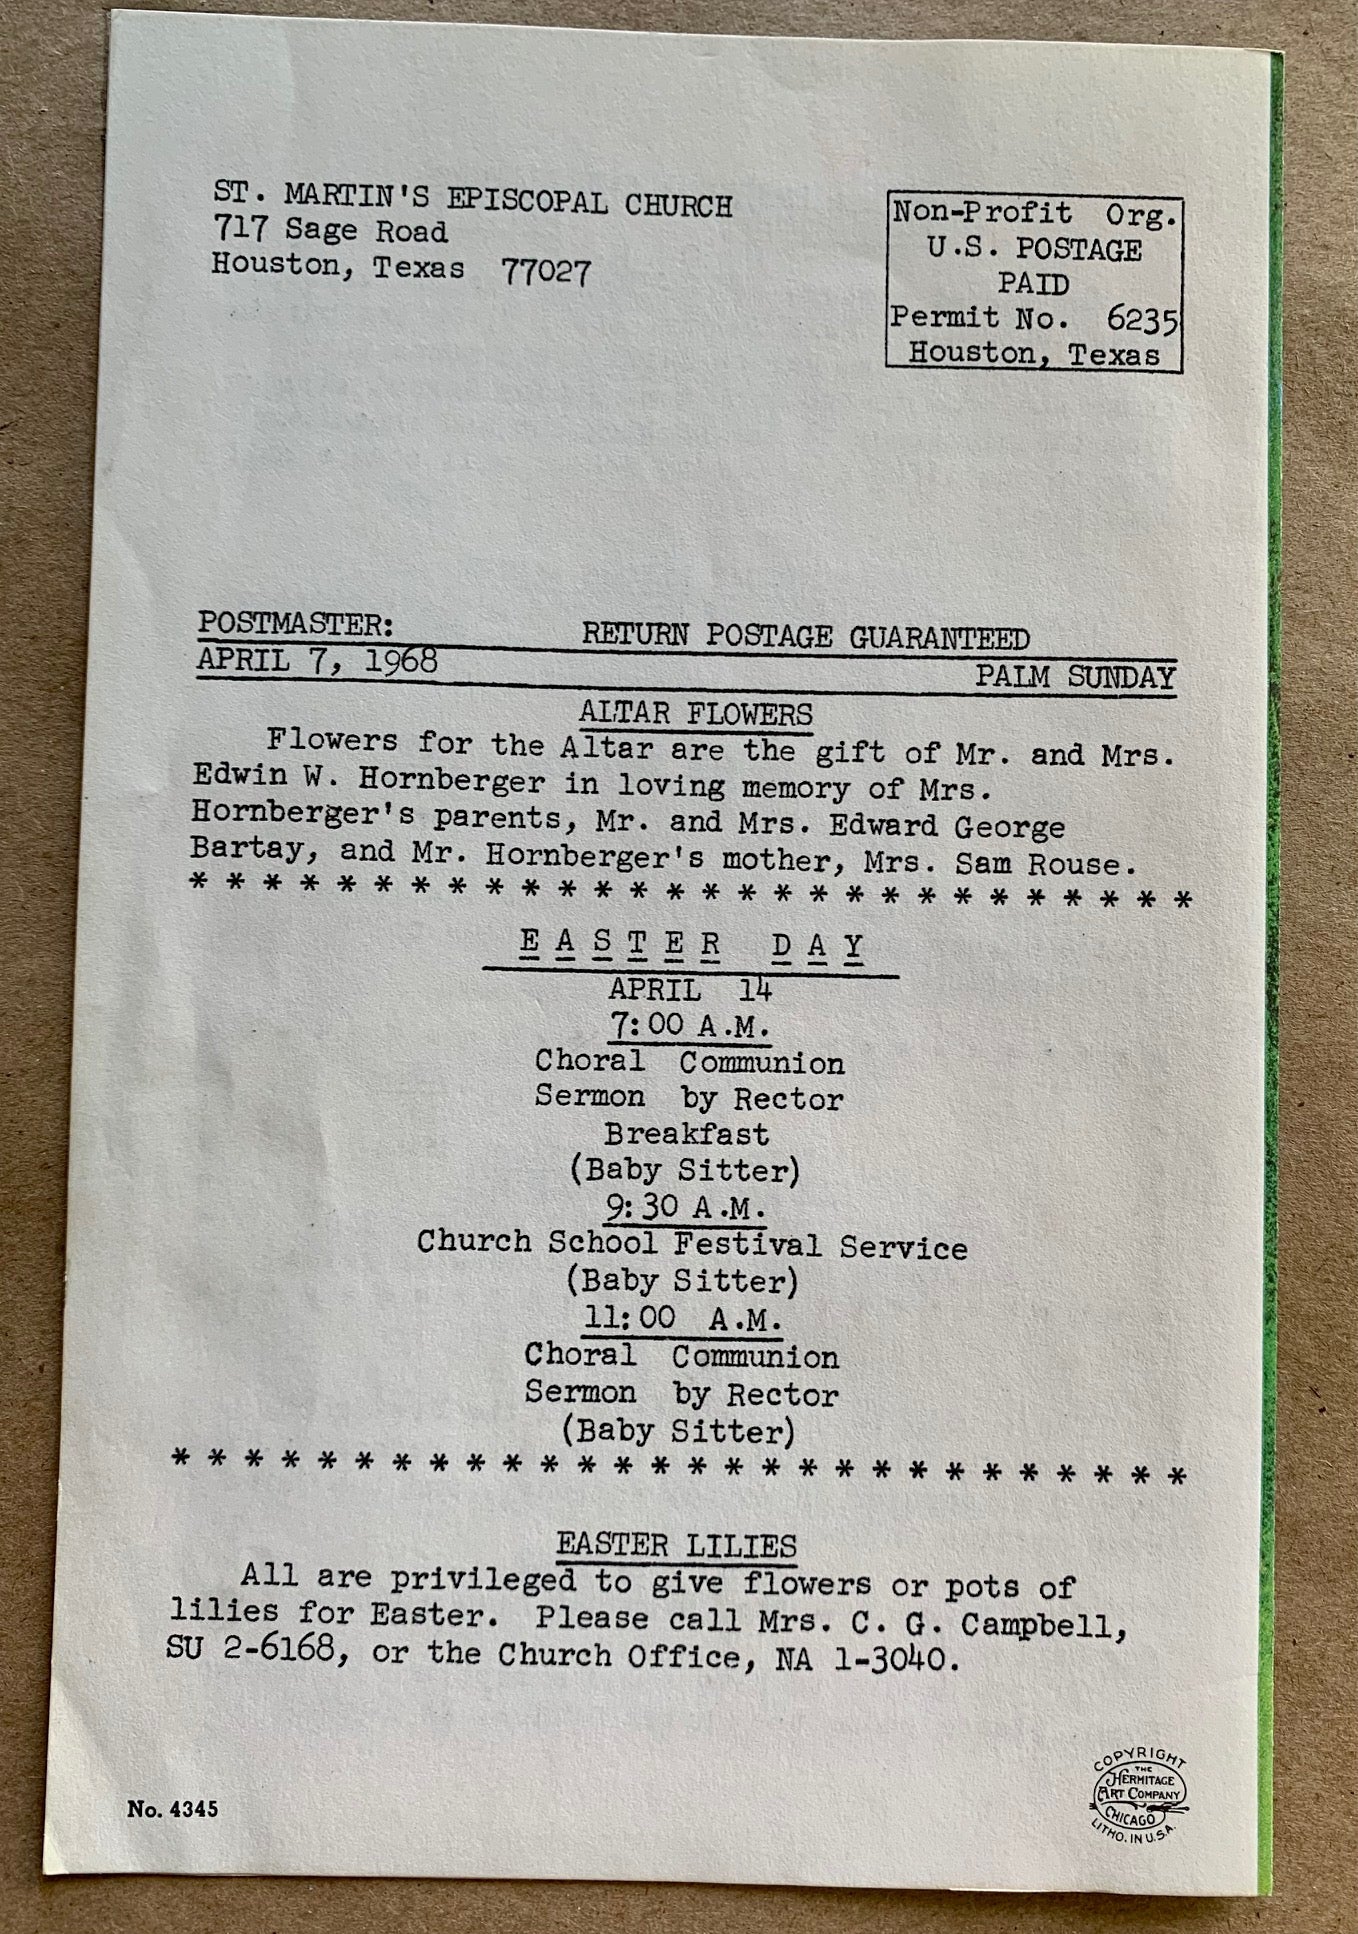 ST. MARTIN'S EPISCOPAL CHURCH
717 Sage Road
Houston, Texas 77027
Non-Profit Org.
U.S. POSTAGE
PAID
Permit No. 6235
Houston, Texas
POSTMASTER: RETURN POSTAGE GUARANTEED
APRIL 7, 1968 PALM SUNDAY
ALTAR FLOWERS
Flowers for the Altar are the gift of Mr. and Mrs.
Edwin W. Hornberger in loving memory of Mrs.
Hornberger's parents, Mr. and Mrs. Edward George
Bartay, and Mr. Hornberger's mother, Mrs. Sam Rouse.
* * * * * * * * * * * * * * * * * * * * * * * * * * * *
E A S T E R D A Y
APRIL 14
7:00 A.M.
Choral Communion
Sermon by Rector
Breakfast
(Baby Sitter)
9:30 A.M.
Church School Festival Service
(Baby Sitter)
11:00 A.M.
Choral Communion
Sermon by Rector
(Baby Sitter)
* * * * * * * * * * * * * * * * * * * * * * * * * * * *
EASTER LILIES
All are privileged to give flowers or pots of
lilies for Easter. Please call Mrs. C. G. Campbell,
SU 2-6168, or the Church Office, NA 1-3040.
No. 4345
COPYRIGHT
THE
HERMITAGE
ART COMPANY
CHICAGO
LITHO. IN U.S.A.